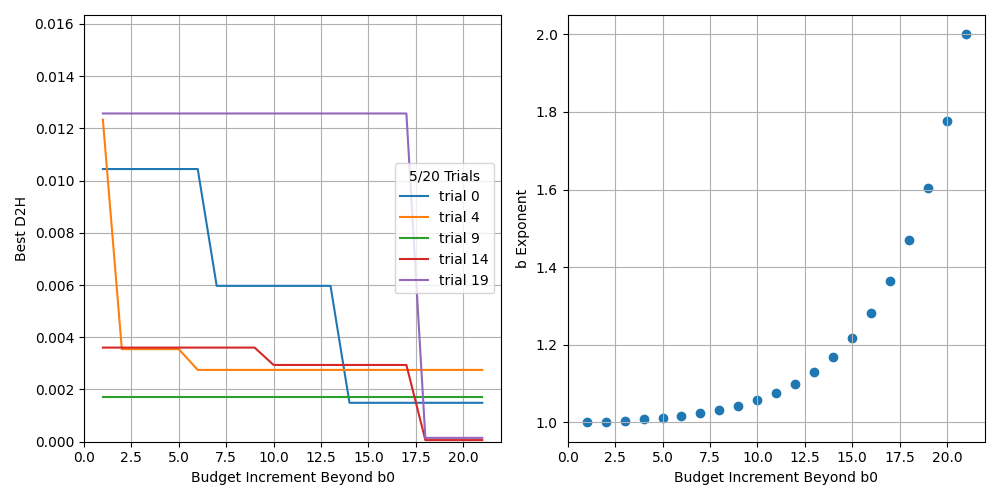 0.016
0.014
0.012
0.010
0.008
0.006
0.004
0.002
0.000
Best D2H
0.0 2.5 5.0 7.5 10.0 12.5 15.0 17.5 20.0
Budget Increment Beyond b0
5/20 Trials
trial 0
trial 4
trial 9
trial 14
trial 19
2.0
1.8
1.6
1.4
1.2
1.0
b Exponent
0.0 2.5 5.0 7.5 10.0 12.5 15.0 17.5 20.0
Budget Increment Beyond b0